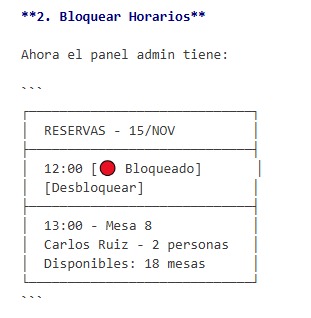 **2. Bloquear Horarios**
Ahora el panel admin tiene:
```
┌─────────────────────────────┐
│  RESERVAS - 15/NOV          │
├─────────────────────────────┤
│  12:00 [🔴 Bloqueado]       │
│  [Desbloquear]              │
├─────────────────────────────┤
│  13:00 - Mesa 8             │
│  Carlos Ruiz - 2 personas   │
│  Disponibles: 18 mesas      │
└─────────────────────────────┘
```